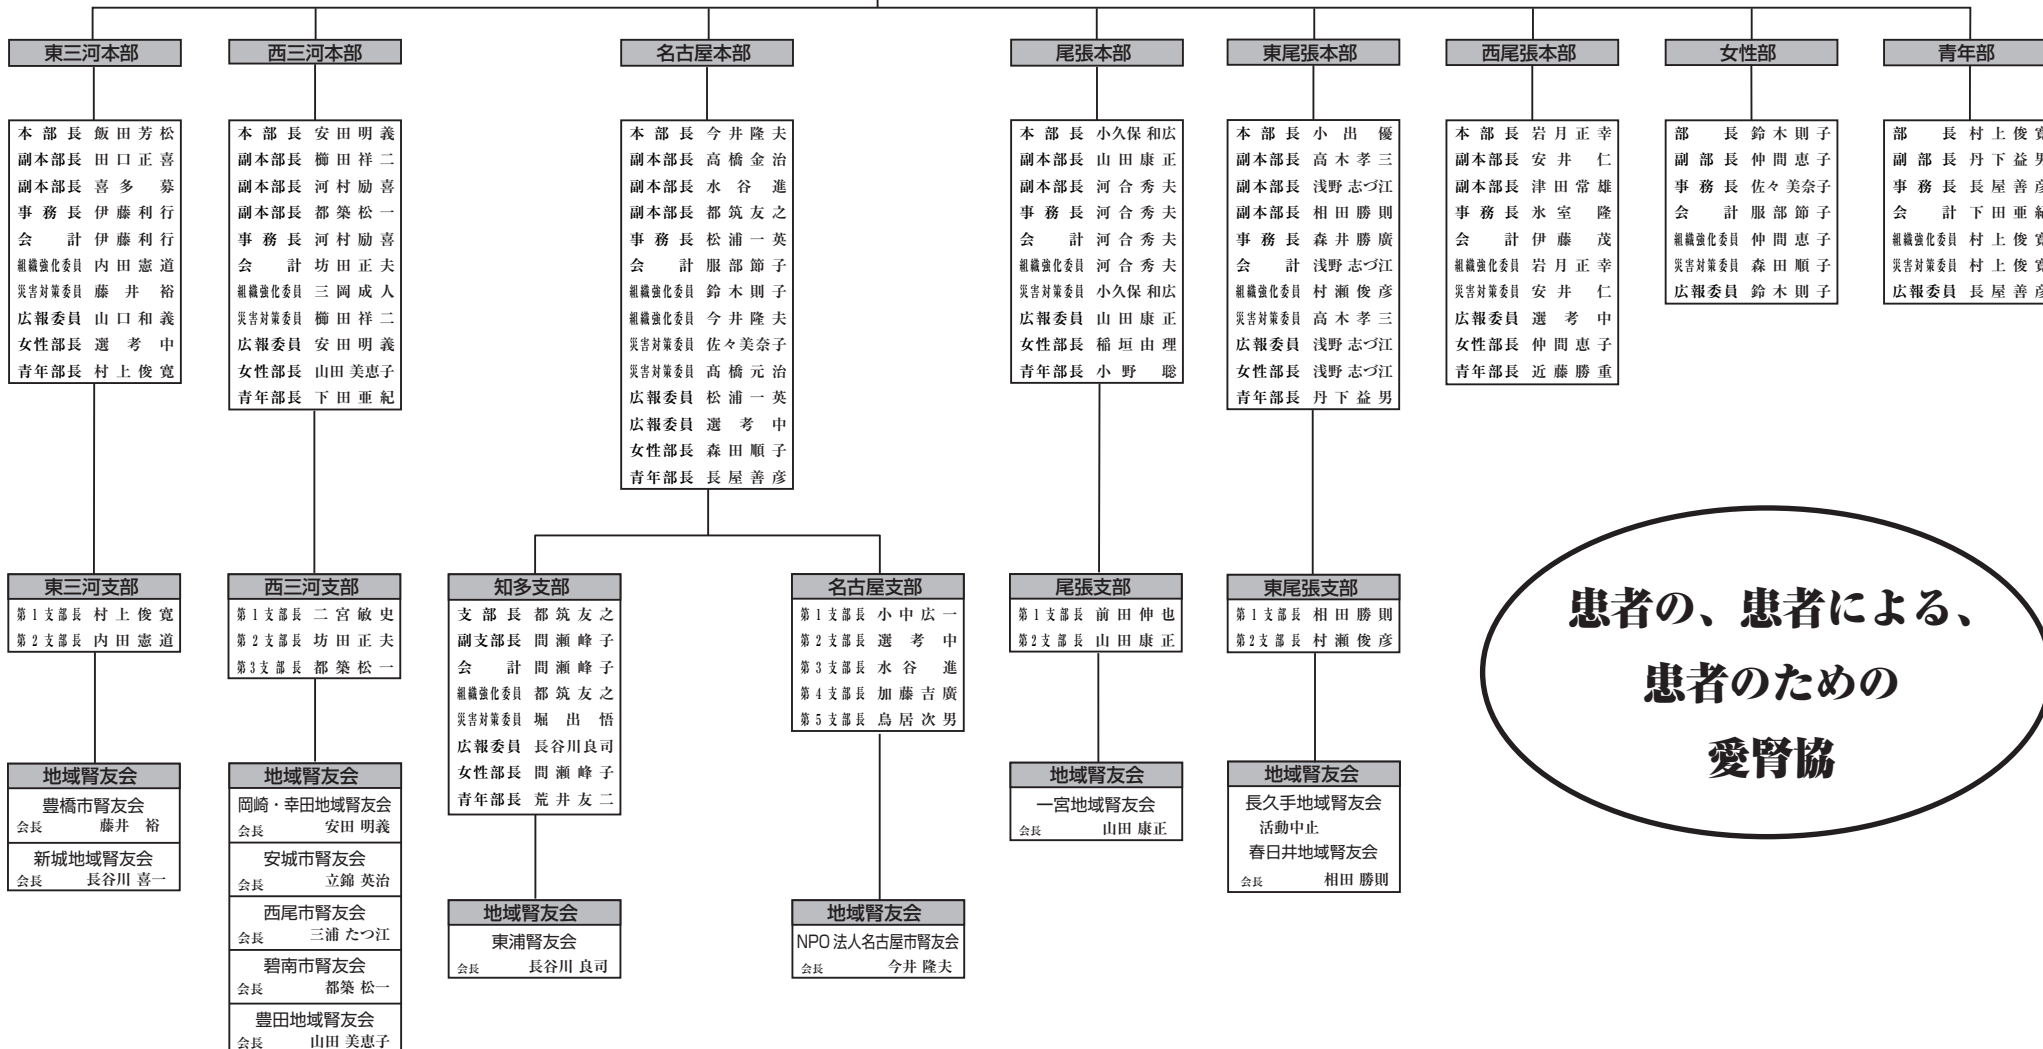 東三河本部
本部長 飯田芳松
副本部長 田口正喜
副本部長 喜多 募
事務長 伊藤利行
会計 伊藤利行
組織強化委員 内田憲道
災害対策委員 藤井 裕
広報委員 山口和義
女性部長 選考中
青年部長 村上俊寛
東三河支部
第1支部長 村上俊寛
第2支部長 内田憲道
地域腎友会
豊橋市腎友会
会長 藤井 裕
新城地域腎友会
会長 長谷川 喜一
西三河本部
本部長 安田明義
副本部長 櫛田祥二
副本部長 河村励喜
副本部長 都築松一
事務長 河村励喜
会計 坊田正夫
組織強化委員 三岡成人
災害対策委員 櫛田祥二
広報委員 安田明義
女性部長 山田 美恵子
青年部長 下田亜紀
西三河支部
第1支部長 二宮敏史
第2支部長 坊田正夫
第3支部長 都築松一
地域腎友会
岡崎・幸田地域腎友会
会長 安田 明義
安城市腎友会
会長 立錦 英治
西尾市腎友会
会長 三浦 たつ江
碧南市腎友会
会長 都築 松一
豊田地域腎友会
会長 山田 美恵子
名古屋本部
本部長 今井隆夫
副本部長 高橋金治
副本部長 水谷 進
副本部長 都筑友之
事務長 松浦一英
会計 服部節子
組織強化委員 鈴木則子
組織強化委員 今井隆夫
災害対策委員 佐々美奈子
災害対策委員 高橋元治
広報委員 松浦一英
広報委員 選考中
女性部長 森田順子
青年部長 長屋善彦
知多支部
支部長 都筑友之
副支部長 間瀬峰子
会計 間瀬峰子
組織強化委員 都筑友之
災害対策委員 堀出 悟
広報委員 長谷川良司
女性部長 間瀬峰子
青年部長 荒井友二
地域腎友会
東浦腎友会
会長 長谷川 良司
名古屋支部
第1支部長 小中広一
第2支部長 選考中
第3支部長 水谷 進
第4支部長 加藤吉廣
第5支部長 鳥居次男
地域腎友会
NPO 法人名古屋市腎友会
会長 今井 隆夫
尾張本部
本部長 小久保 和広
副本部長 山田康正
副本部長 河合秀夫
事務長 河合秀夫
会計 河合秀夫
組織強化委員 河合秀夫
災害対策委員 小久保 和広
広報委員 山田康正
女性部長 稲垣由理
青年部長 小野 聡
尾張支部
第1支部長 前田伸也
第2支部長 山田康正
地域腎友会
一宮地域腎友会
会長 山田 康正
東尾張本部
本部長 小出 優
副本部長 高木孝三
副本部長 浅野 志づ江
副本部長 相田勝則
事務長 森井勝廣
会計 浅野 志づ江
組織強化委員 村瀬俊彦
災害対策委員 高木孝三
広報委員 浅野 志づ江
女性部長 浅野 志づ江
青年部長 丹下益男
東尾張支部
第1支部長 相田勝則
第2支部長 村瀬俊彦
地域腎友会
長久手地域腎友会
活動中止
春日井地域腎友会
会長 相田 勝則
西尾張本部
本部長 岩月正幸
副本部長 安井 仁
副本部長 津田常雄
事務長 氷室 隆
会計 伊藤 茂
組織強化委員 岩月正幸
災害対策委員 安井 仁
広報委員 選考中
女性部長 仲間恵子
青年部長 近藤勝重
女性部
部長 鈴木則子
副部長 仲間恵子
事務長 佐々 美奈子
会計 服部節子
組織強化委員 仲間恵子
災害対策委員 森田順子
広報委員 鈴木則子
青年部
部長 村上俊寛
副部長 丹下益男
事務長 長屋善彦
会計 下田亜紀
組織強化委員 村上俊寛
災害対策委員 村上俊寛
広報委員 長屋善彦
患者の、患者による、
患者のための
愛腎協